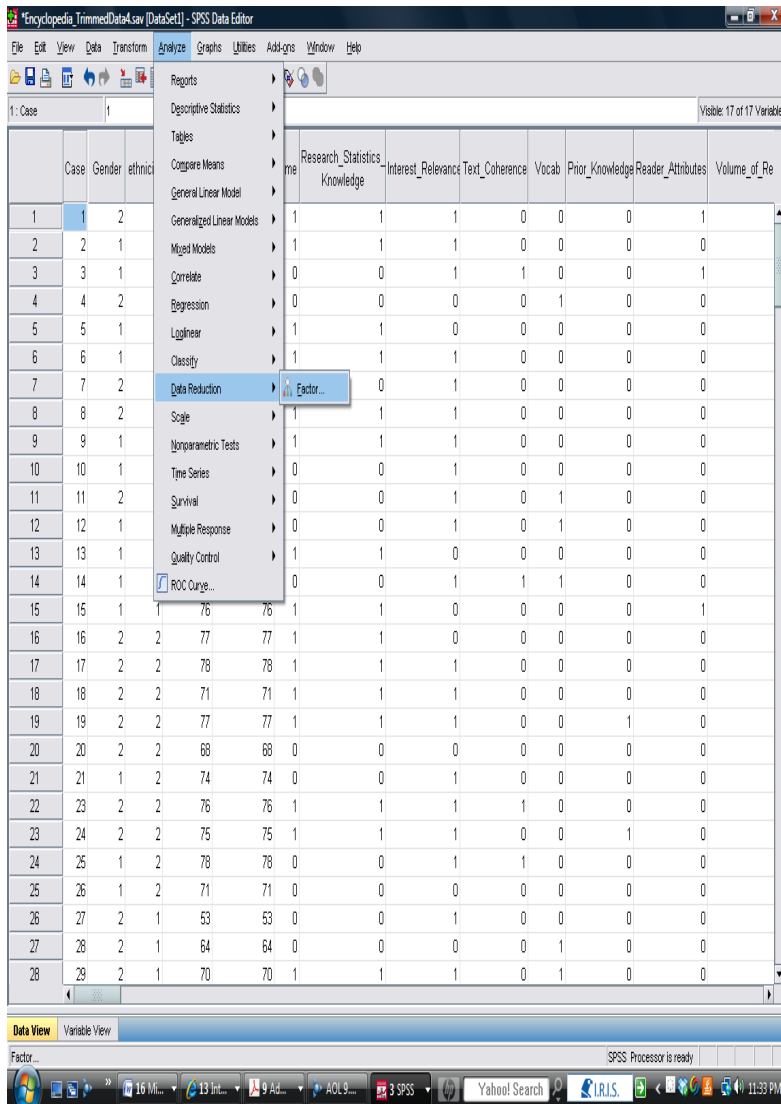 *Encyclopedia_TrimmedData4.sav [DataSet1] - SPSS Data Editor
File Edit View Data Transform Analyze Graphs Utilities Add-ons Window Help
1 : Case 1 Visible: 17 of 17 Variable
Reports
Descriptive Statistics
Tables
Compare Means
General Linear Model
Generalized Linear Models
Mixed Models
Correlate
Regression
Loglinear
Classify
Data Reduction
Factor...
Scale
Nonparametric Tests
Time Series
Survival
Multiple Response
Quality Control
ROC Curve...
Case Gender ethnici me Research_Statistics_Knowledge Interest_Relevance Text_Coherence Vocab Prior_Knowledge Reader_Attributes Volume_of_Re
1 1 2 1 1 1 0 0 0 1
2 2 1 1 1 1 0 0 0 0
3 3 1 0 0 1 1 0 0 1
4 4 2 0 0 0 0 1 0 0
5 5 1 1 1 0 0 0 0 0
6 6 1 1 1 1 0 0 0 0
7 7 2 0 1 0 0 0 0
8 8 2 1 1 1 0 0 0 0
9 9 1 1 1 1 0 0 0 0
10 10 1 0 0 1 0 0 0 0
11 11 2 0 0 1 0 1 0 0
12 12 1 0 0 1 0 1 0 0
13 13 1 1 1 0 0 0 0 0
14 14 1 0 0 1 1 1 0 0
15 15 1 1 76 76 1 1 0 0 0 0 1
16 16 2 2 77 77 1 1 0 0 0 0 0
17 17 2 2 78 78 1 1 1 0 0 0 0
18 18 2 2 71 71 1 1 1 0 0 0 0
19 19 2 2 77 77 1 1 1 0 0 1 0
20 20 2 2 68 68 0 0 0 0 0 0 0
21 21 1 2 74 74 0 0 1 0 0 0 0
22 23 2 2 76 76 1 1 1 1 0 0 0
23 24 2 2 75 75 1 1 1 0 0 1 0
24 25 1 2 78 78 0 0 1 1 0 0 0
25 26 1 2 71 71 0 0 0 0 0 0 0
26 27 2 1 53 53 0 0 1 0 0 0 0
27 28 2 1 64 64 0 0 0 0 1 0 0
28 29 2 1 70 70 1 1 1 0 1 0 0
Data View Variable View
Factor... SPSS Processor is ready
16 Mi... 13 Int... 9 Ad... AOL 9.... 3 SPSS hp Yahoo! Search I.R.I.S. 11:33 PM